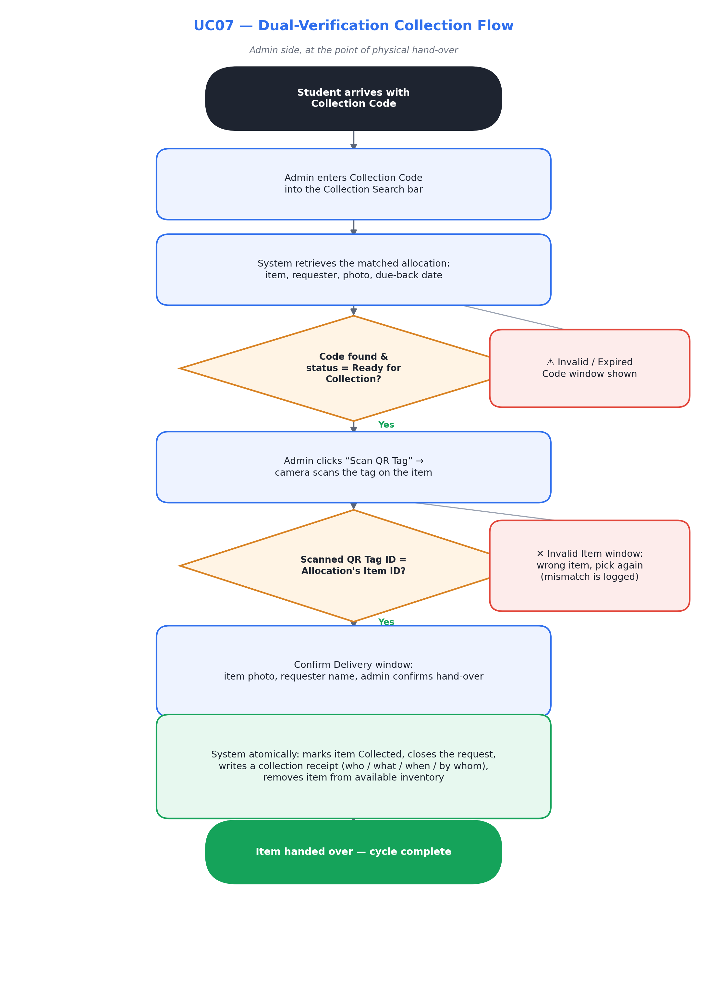 UC07 — Dual-Verification Collection Flow
Admin side, at the point of physical hand-over
Student arrives with
Collection Code
Admin enters Collection Code
into the Collection Search bar
System retrieves the matched allocation:
item, requester, photo, due-back date
Code found &
status = Ready for
Collection?
⚠ Invalid / Expired
Code window shown
Yes
Admin clicks “Scan QR Tag” →
camera scans the tag on the item
Scanned QR Tag ID =
Allocation's Item ID?
✕ Invalid Item window:
wrong item, pick again
(mismatch is logged)
Yes
Confirm Delivery window:
item photo, requester name, admin confirms hand-over
System atomically: marks item Collected, closes the request,
writes a collection receipt (who / what / when / by whom),
removes item from available inventory
Item handed over — cycle complete